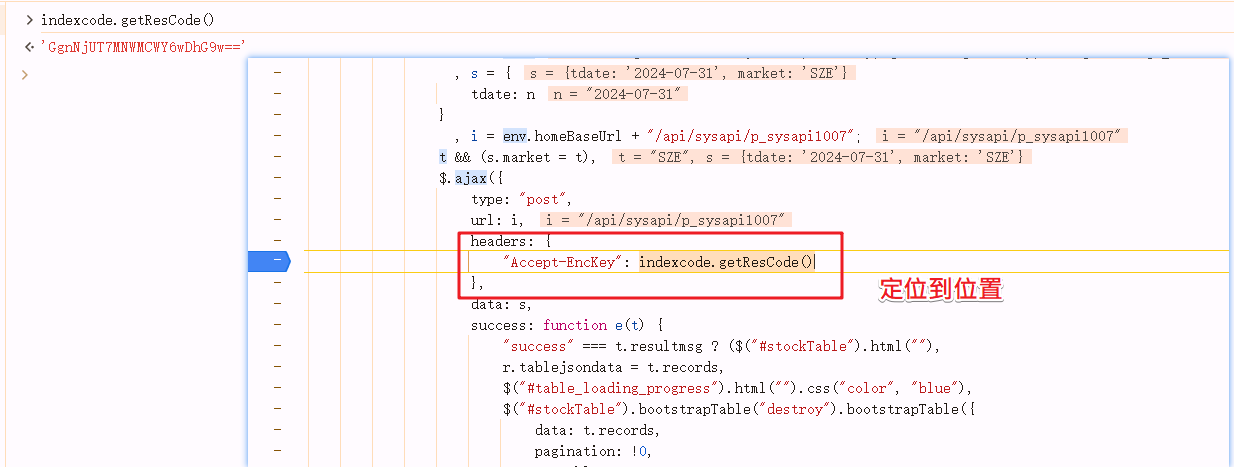 > indexcode.getResCode()
<· 'GgnNjUT7MNWMCWY6wDhG9w=='
>
, s = { s = {tdate: '2024-07-31', market: 'SZE'}
tdate: n n = "2024-07-31"
}
, i = env.homeBaseUrl + "/api/sysapi/p_sysapi1007"; i = "/api/sysapi/p_sysapi1007"
t && (s.market = t), t = "SZE", s = {tdate: '2024-07-31', market: 'SZE'}
$.ajax({
type: "post",
url: i, i = "/api/sysapi/p_sysapi1007"
headers: {
"Accept-EncKey": indexcode.getResCode()
},
定位到位置
data: s,
success: function e(t) {
"success" === t.resultmsg ? ($("#stockTable").html(""),
r.tablejsondata = t.records,
$("#table_loading_progress").html("").css("color", "blue"),
$("#stockTable").bootstrapTable("destroy").bootstrapTable({
data: t.records,
pagination: !0,